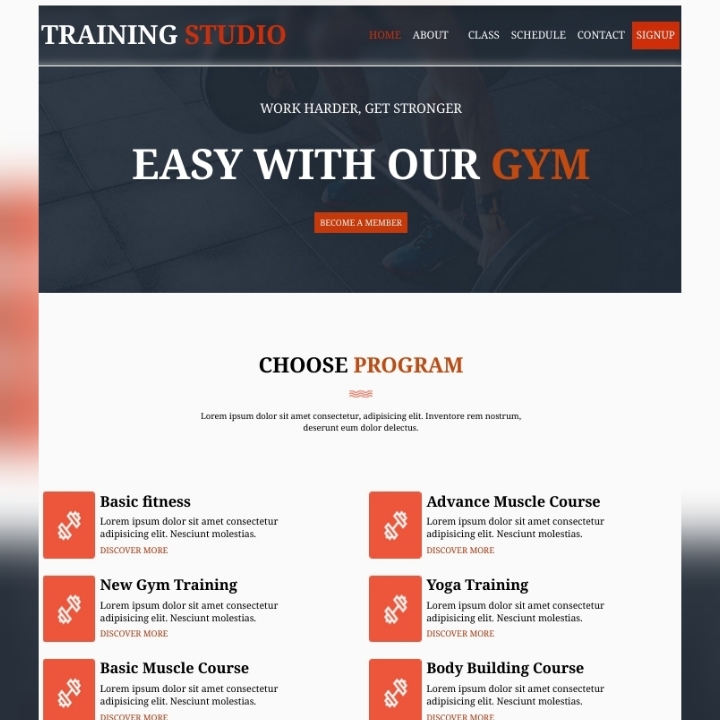 TRAINING STUDIO
HOME ABOUT CLASS SCHEDULE CONTACT SIGNUP
WORK HARDER, GET STRONGER
EASY WITH OUR GYM
BECOME A MEMBER
CHOOSE PROGRAM
Lorem ipsum dolor sit amet consectetur, adipisicing elit. Inventore rem nostrum,
deserunt eum dolor delectus.
Basic fitness
Lorem ipsum dolor sit amet consectetur
adipisicing elit. Nesciunt molestias.
DISCOVER MORE
Advance Muscle Course
Lorem ipsum dolor sit amet consectetur
adipisicing elit. Nesciunt molestias.
DISCOVER MORE
New Gym Training
Lorem ipsum dolor sit amet consectetur
adipisicing elit. Nesciunt molestias.
DISCOVER MORE
Yoga Training
Lorem ipsum dolor sit amet consectetur
adipisicing elit. Nesciunt molestias.
DISCOVER MORE
Basic Muscle Course
Lorem ipsum dolor sit amet consectetur
adipisicing elit. Nesciunt molestias.
DISCOVER MORE
Body Building Course
Lorem ipsum dolor sit amet consectetur
adipisicing elit. Nesciunt molestias.
DISCOVER MORE